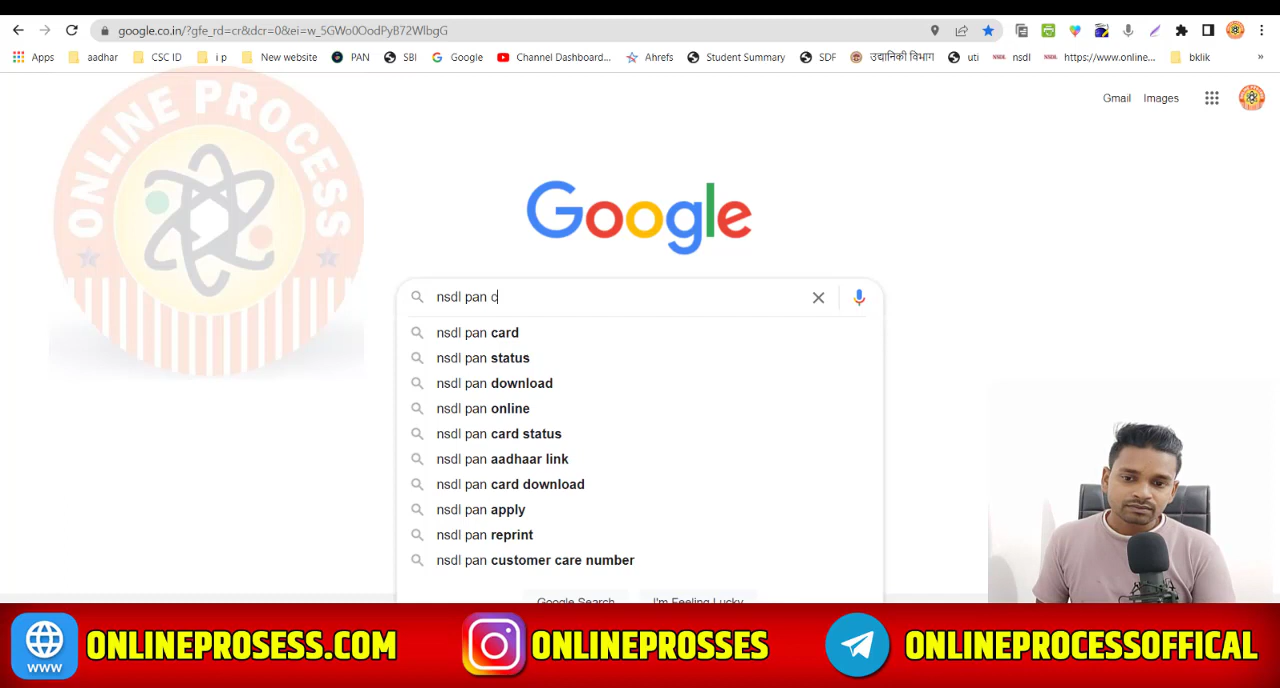 google.co.in/?gfe_rd=cr&dcr=0&ei=w_5GWo0OodPyB72WlbgG
Apps aadhar CSC ID i p New website PAN SBI Google Channel Dashboard... Ahrefs Student Summary SDF उद्यानिकी विभाग uti NSDL nsdl NSDL https://www.online... bklik »
Gmail Images
ONLINE PROCESS
Google
nsdl pan c
nsdl pan card
nsdl pan status
nsdl pan download
nsdl pan online
nsdl pan card status
nsdl pan aadhaar link
nsdl pan card download
nsdl pan apply
nsdl pan reprint
nsdl pan customer care number
Google Search I'm Feeling Lucky
WWW ONLINEPROSESS.COM ONLINEPROSSES ONLINEPROCESSOFFICAL